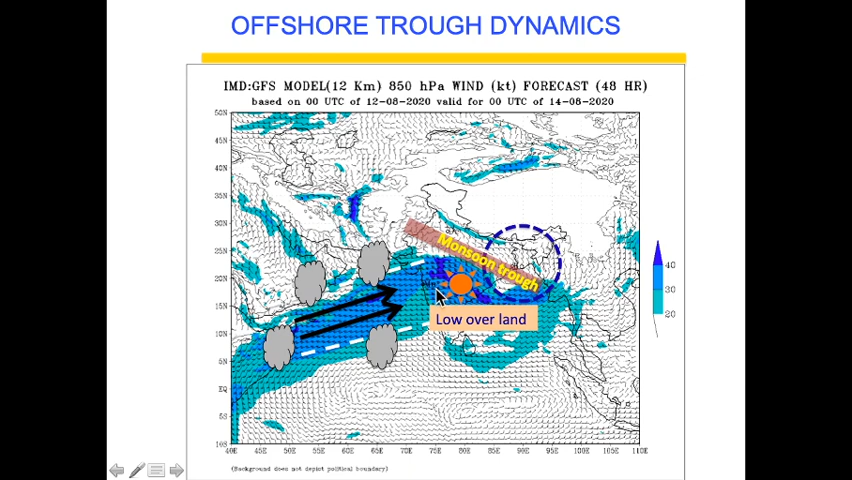 OFFSHORE TROUGH DYNAMICS
IMD:GFS MODEL(12 Km) 850 hPa WIND (kt) FORECAST (48 HR)
based on 00 UTC of 12-08-2020 valid for 00 UTC of 14-08-2020
50N
45N
40N
35N
30N
25N
20N
15N
10N
5N
EQ
5S
10S
Monsoon trough
Low over land
40
30
20
40E 45E 50E 55E 60E 65E 70E 75E 80E 85E 90E 95E 100E 105E 110E
(Background does not depict political boundary)